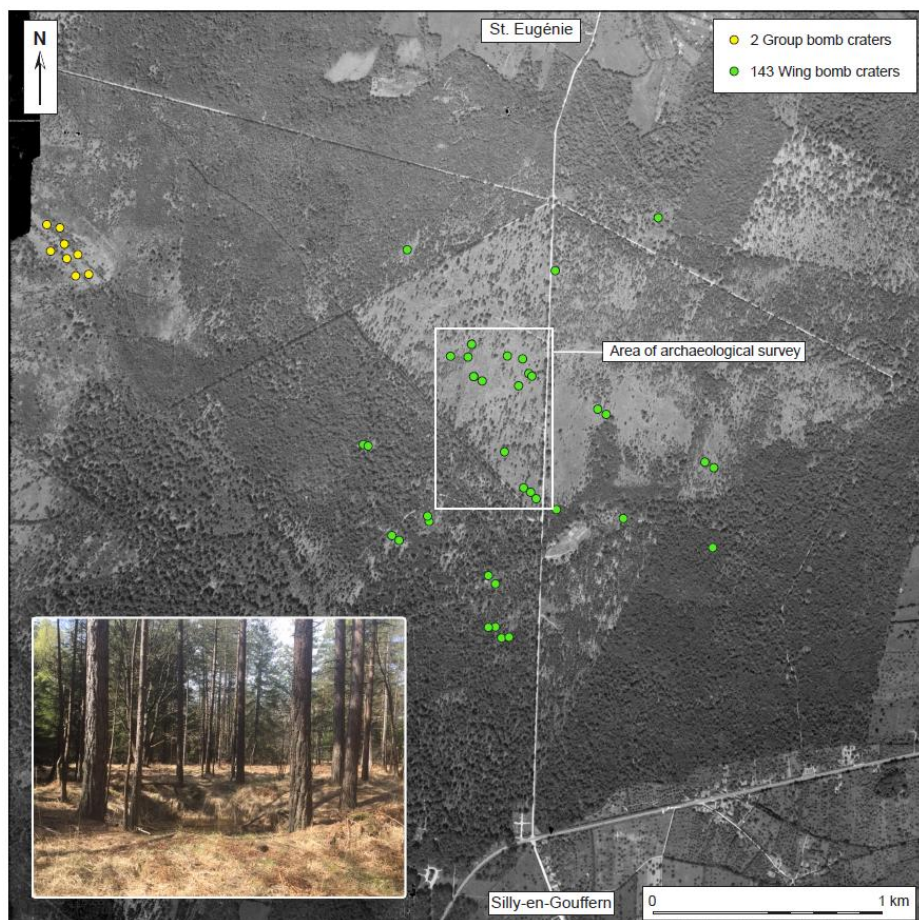 N
St. Eugénie
2 Group bomb craters
143 Wing bomb craters
Area of archaeological survey
Silly-en-Gouffern
0 1 km